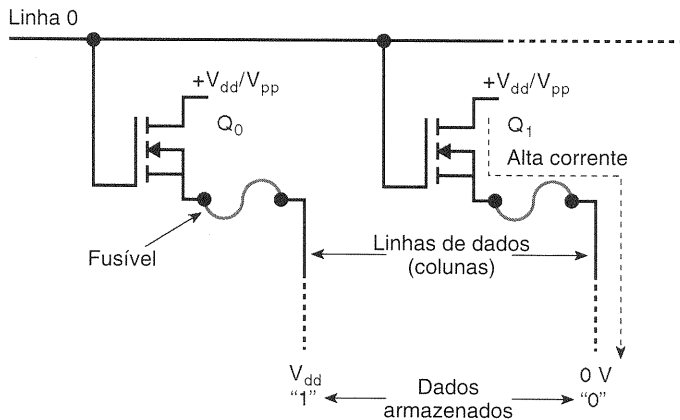 Linha 0
+Vdd/Vpp
+Vdd/Vpp
Q0
Q1
Alta corrente
Fusível
Linhas de dados
(colunas)
Vdd
"1"
Dados
armazenados
0 V
"0"